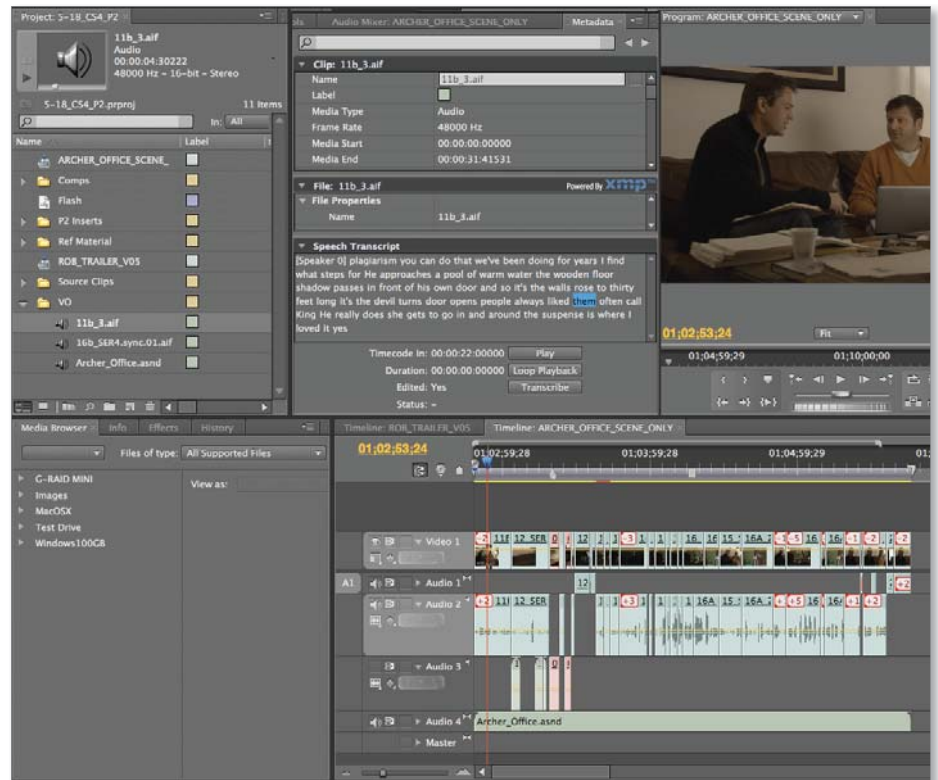 Project: 5-18_CS4_P2
11b_3.aif
Audio
00:00:04:30222
48000 Hz - 16-bit - Stereo
5-18_CS4_P2.prproj
11 Items
In: All
Name
Label
ARCHER_OFFICE_SCENE_
Comps
Flash
P2 Inserts
Ref Material
ROB_TRAILER_V05
Source Clips
VO
11b_3.aif
16b_SER4.sync.01.aif
Archer_Office.asnd
Audio Mixer: ARCHER_OFFICE_SCENE_ONLY
Metadata
Clip: 11b_3.aif
Name
11b_3.aif
Label
Media Type
Audio
Frame Rate
48000 Hz
Media Start
00:00:00:00000
Media End
00:00:31:41531
File: 11b_3.aif
Powered By xmp
File Properties
Name
11b_3.aif
Speech Transcript
[Speaker 0] plagiarism you can do that we've been doing for years I find
what steps for He approaches a pool of warm water the wooden floor
shadow passes in front of his own door and so it's the walls rose to thirty
feet long it's the devil turns door opens people always liked them often call
King He really does she gets to go in and around the suspense is where I
loved it yes
Timecode In: 00:00:22:00000
Play
Duration: 00:00:00:00000
Loop Playback
Edited: Yes
Transcribe
Status: -
Program: ARCHER_OFFICE_SCENE_ONLY
01;02;53;24
Fit
01;04;59;29
01;10;00;00
Media Browser
Info
Effects
History
Files of type:
All Supported Files
G-RAID MINI
Images
MacOSX
Test Drive
Windows100GB
View as:
Timeline: ROB_TRAILER_V05
Timeline: ARCHER_OFFICE_SCENE_ONLY
01;02;53;24
01;02;59;28
01;03;59;28
01;04;59;29
Video 1
12_SER
A1
Audio 1
12
Audio 2
12_SER
16A
Audio 3
Audio 4
Archer_Office.asnd
Master